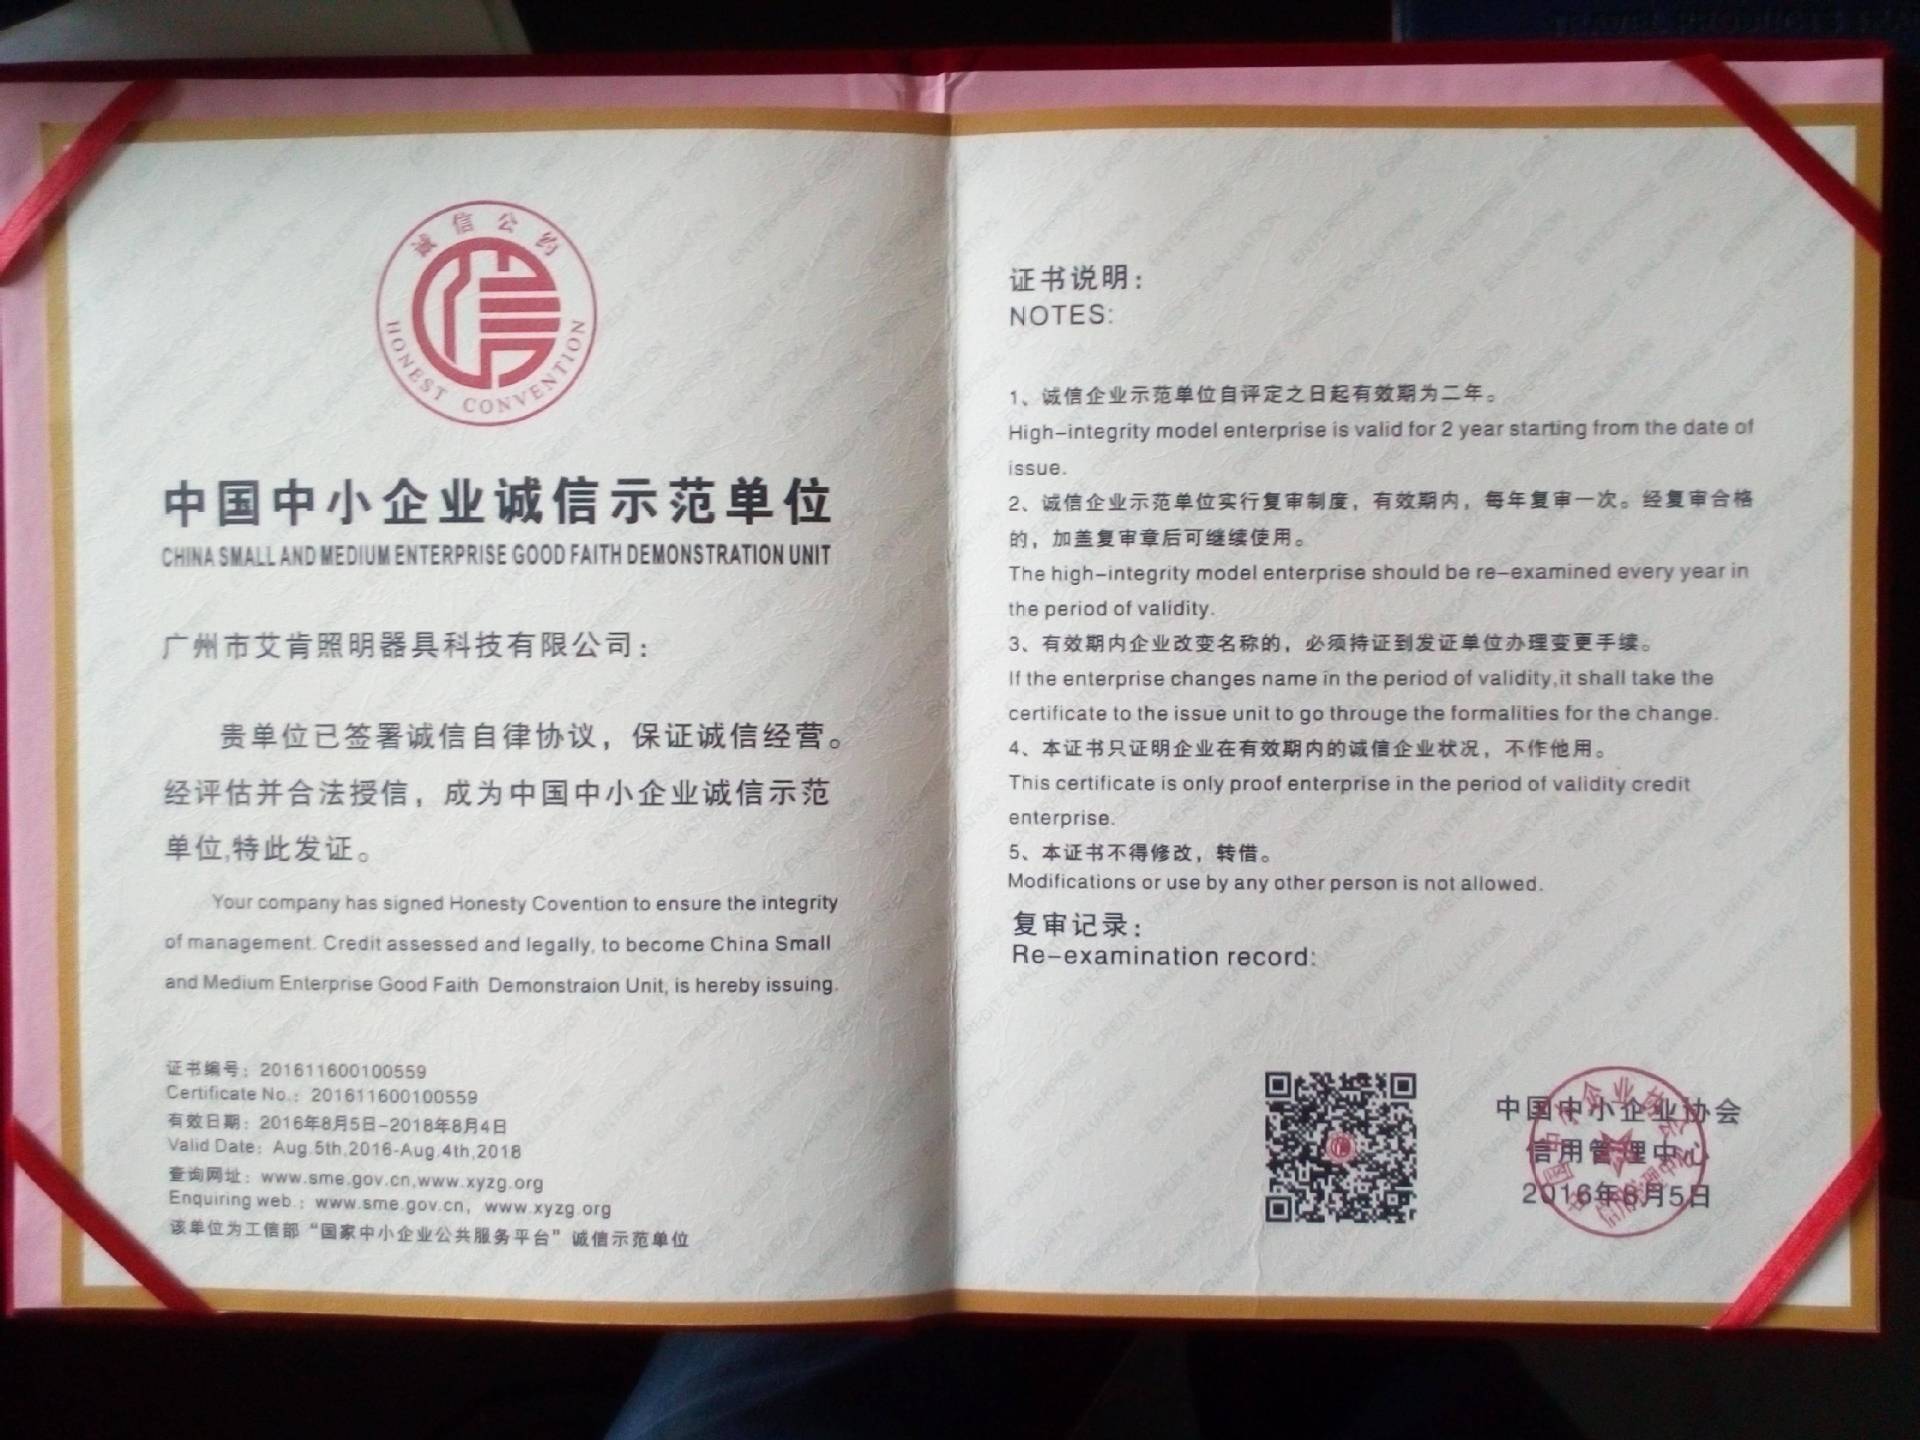 诚信公约
信
HONEST CONVENTION
中国中小企业诚信示范单位
CHINA SMALL AND MEDIUM ENTERPRISE GOOD FAITH DEMONSTRATION UNIT
广州市艾肯照明器具科技有限公司：
贵单位已签署诚信自律协议，保证诚信经营。
经评估并合法授信，成为中国中小企业诚信示范
单位,特此发证。
Your company has signed Honesty Covention to ensure the integrity
of management. Credit assessed and legally, to become China Small
and Medium Enterprise Good Faith Demonstraion Unit, is hereby issuing.
证书编号：201611600100559
Certificate No.：201611600100559
有效日期：2016年8月5日-2018年8月4日
Valid Date：Aug.5th,2016-Aug.4th,2018
查询网址：www.sme.gov.cn,www.xyzg.org
Enquiring web.：www.sme.gov.cn，www.xyzg.org
该单位为工信部“国家中小企业公共服务平台”诚信示范单位
证书说明：
NOTES:
1、诚信企业示范单位自评定之日起有效期为二年。
High-integrity model enterprise is valid for 2 year starting from the date of
issue.
2、诚信企业示范单位实行复审制度，有效期内，每年复审一次。经复审合格
的，加盖复审章后可继续使用。
The high-integrity model enterprise should be re-examined every year in
the period of validity.
3、有效期内企业改变名称的，必须持证到发证单位办理变更手续。
If the enterprise changes name in the period of validity,it shall take the
certificate to the issue unit to go througe the formalities for the change.
4、本证书只证明企业在有效期内的诚信企业状况，不作他用。
This certificate is only proof enterprise in the period of validity credit
enterprise.
5、本证书不得修改，转借。
Modifications or use by any other person is not allowed.
复审记录：
Re-examination record:
中国中小企业协会
信用管理中心
2016年8月5日
ENTERPRISE CREDIT EVALUATION